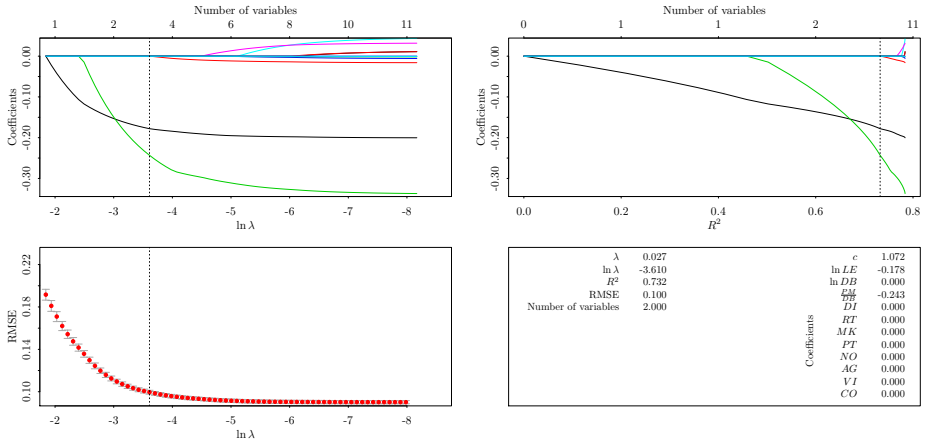 Number of variables
1 2 3 4 6 8 10 11
Coefficients
0.00
-0.10
-0.20
-0.30
-2 -3 -4 -5 -6 -7 -8
ln λ
Number of variables
0 1 1 2 11
Coefficients
0.00
-0.10
-0.20
-0.30
0.0 0.2 0.4 0.6 0.8
R²
RMSE
0.22
0.18
0.14
0.10
-2 -3 -4 -5 -6 -7 -8
ln λ
λ 0.027
ln λ -3.610
R² 0.732
RMSE 0.100
Number of variables 2.000
Coefficients
c 1.072
ln LE -0.178
ln DB 0.000
PM/DB -0.243
DI 0.000
RT 0.000
MK 0.000
PT 0.000
NO 0.000
AG 0.000
VI 0.000
CO 0.000